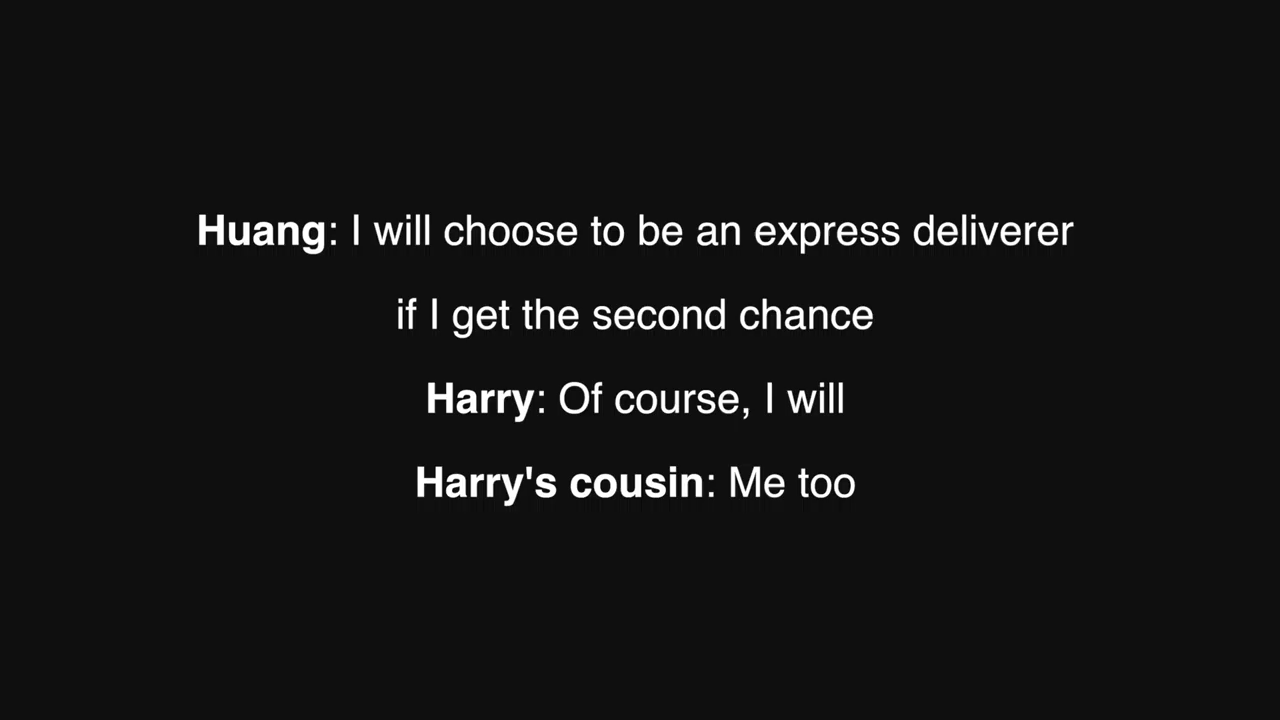 Huang: I will choose to be an express deliverer
if I get the second chance
Harry: Of course, I will
Harry's cousin: Me too